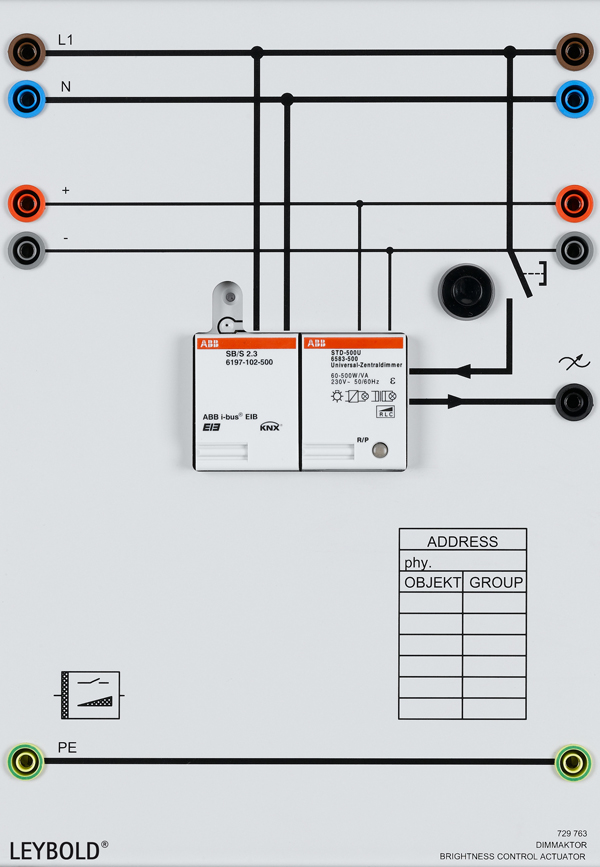 L1
N
+
-
ABB
SB/S 2.3
6197-102-500
ABB i-bus® EIB
EIB
KNX
ABB
STD-500U
6583-500
Universal-Zentraldimmer
60-500W/VA
230V~ 50/60Hz
R L C
R/P
ADDRESS
phy.
OBJEKT GROUP
PE
LEYBOLD®
729 763
DIMMAKTOR
BRIGHTNESS CONTROL ACTUATOR